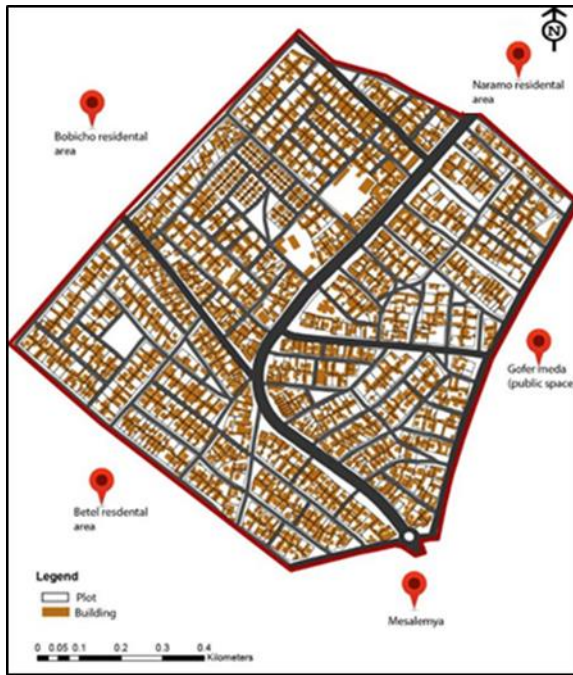 N
Naramo residental
area
Bobicho residental
area
Gofer meda
(public space
Betel resdental
area
Mesalemya
Legend
Plot
Building
0 0.05 0.1 0.2 0.3 0.4
Kilometers